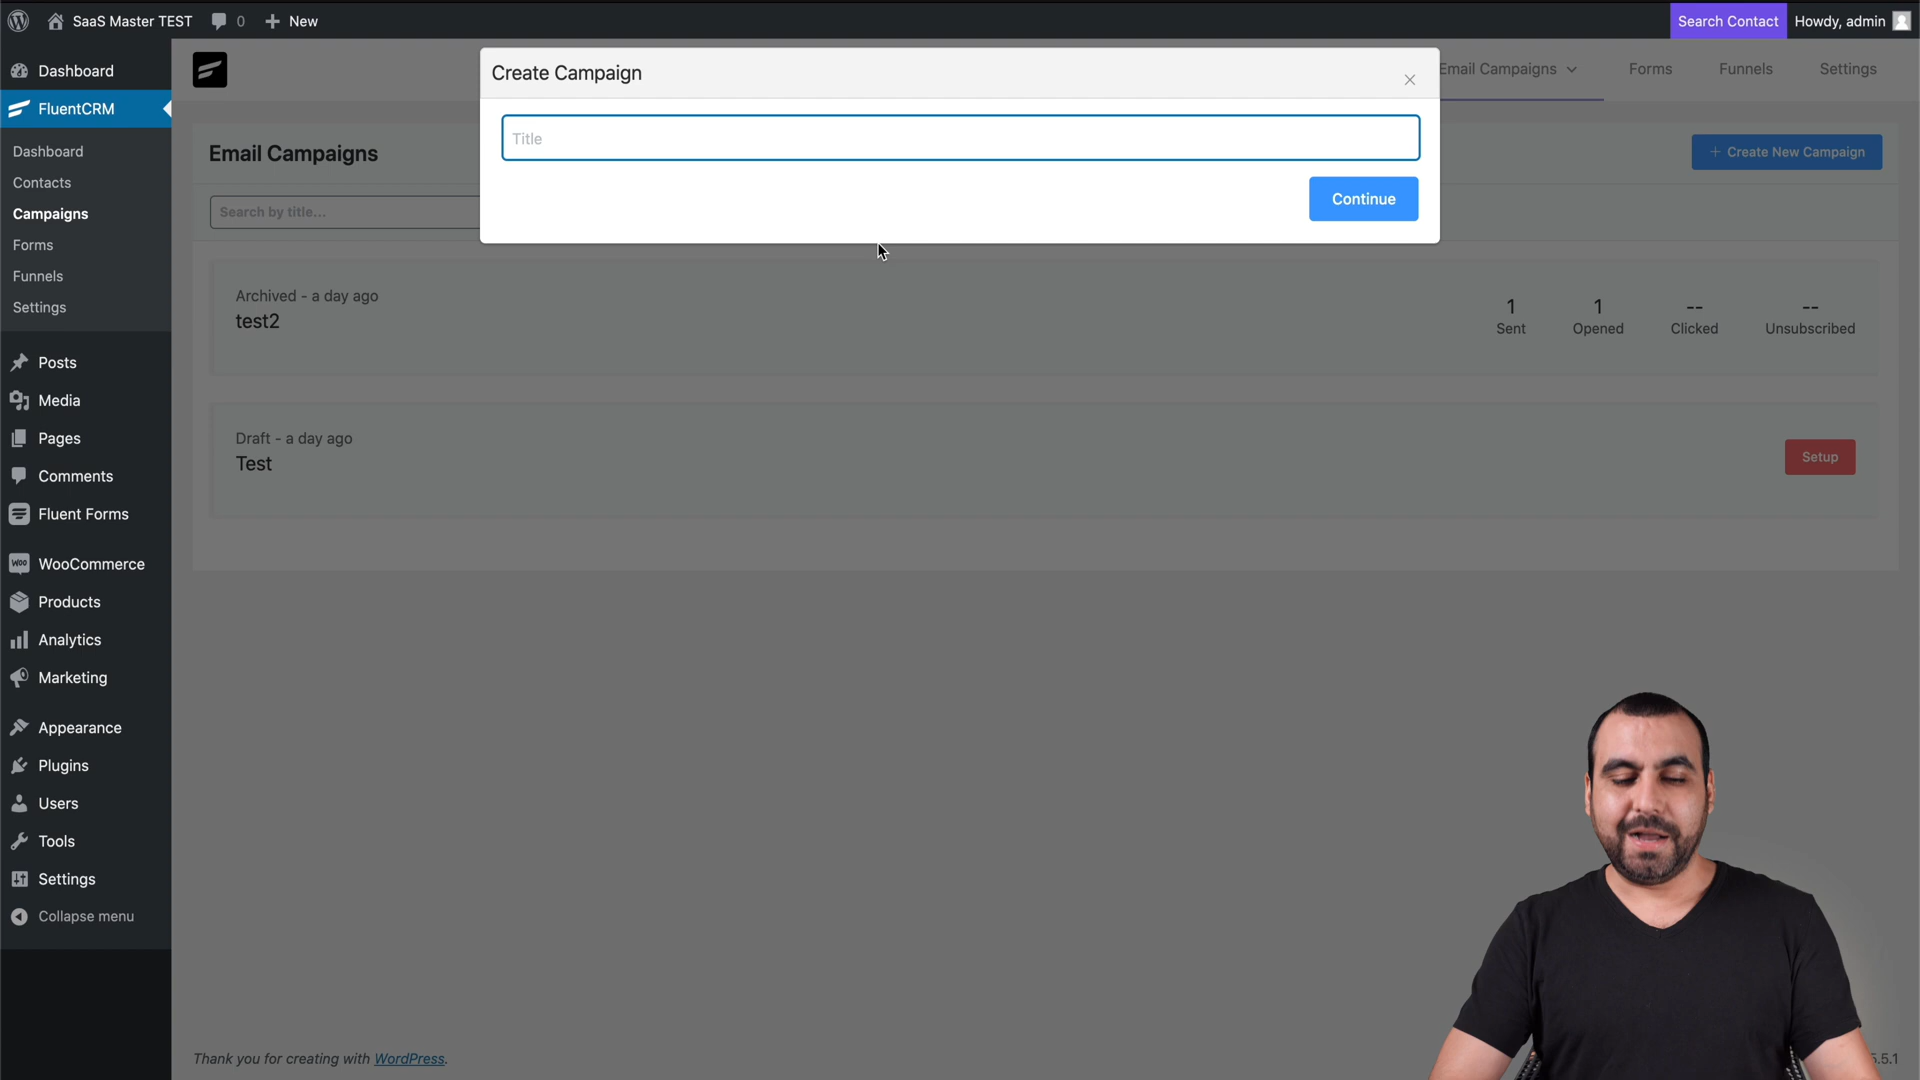 SaaS Master TEST
0
+ New
Search Contact
Howdy, admin
Dashboard
FluentCRM
Dashboard
Contacts
Campaigns
Forms
Funnels
Settings
Posts
Media
Pages
Comments
Fluent Forms
WooCommerce
Products
Analytics
Marketing
Appearance
Plugins
Users
Tools
Settings
Collapse menu
Email Campaigns
Forms
Funnels
Settings
Create Campaign
Title
Continue
Email Campaigns
+ Create New Campaign
Search by title...
Archived - a day ago
test2
1 Sent
1 Opened
-- Clicked
-- Unsubscribed
Draft - a day ago
Test
Setup
Thank you for creating with WordPress.
5.5.1